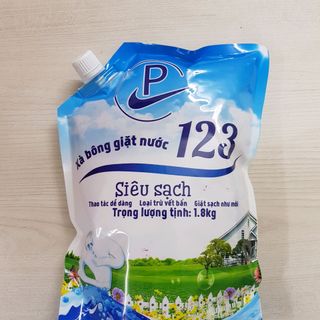 P
Xà bông giặt nước 123
Siêu sạch
Thao tác dễ dàng Loại trừ vết bẩn Giặt sạch như mới
Trọng lượng tịnh: 1.8kg